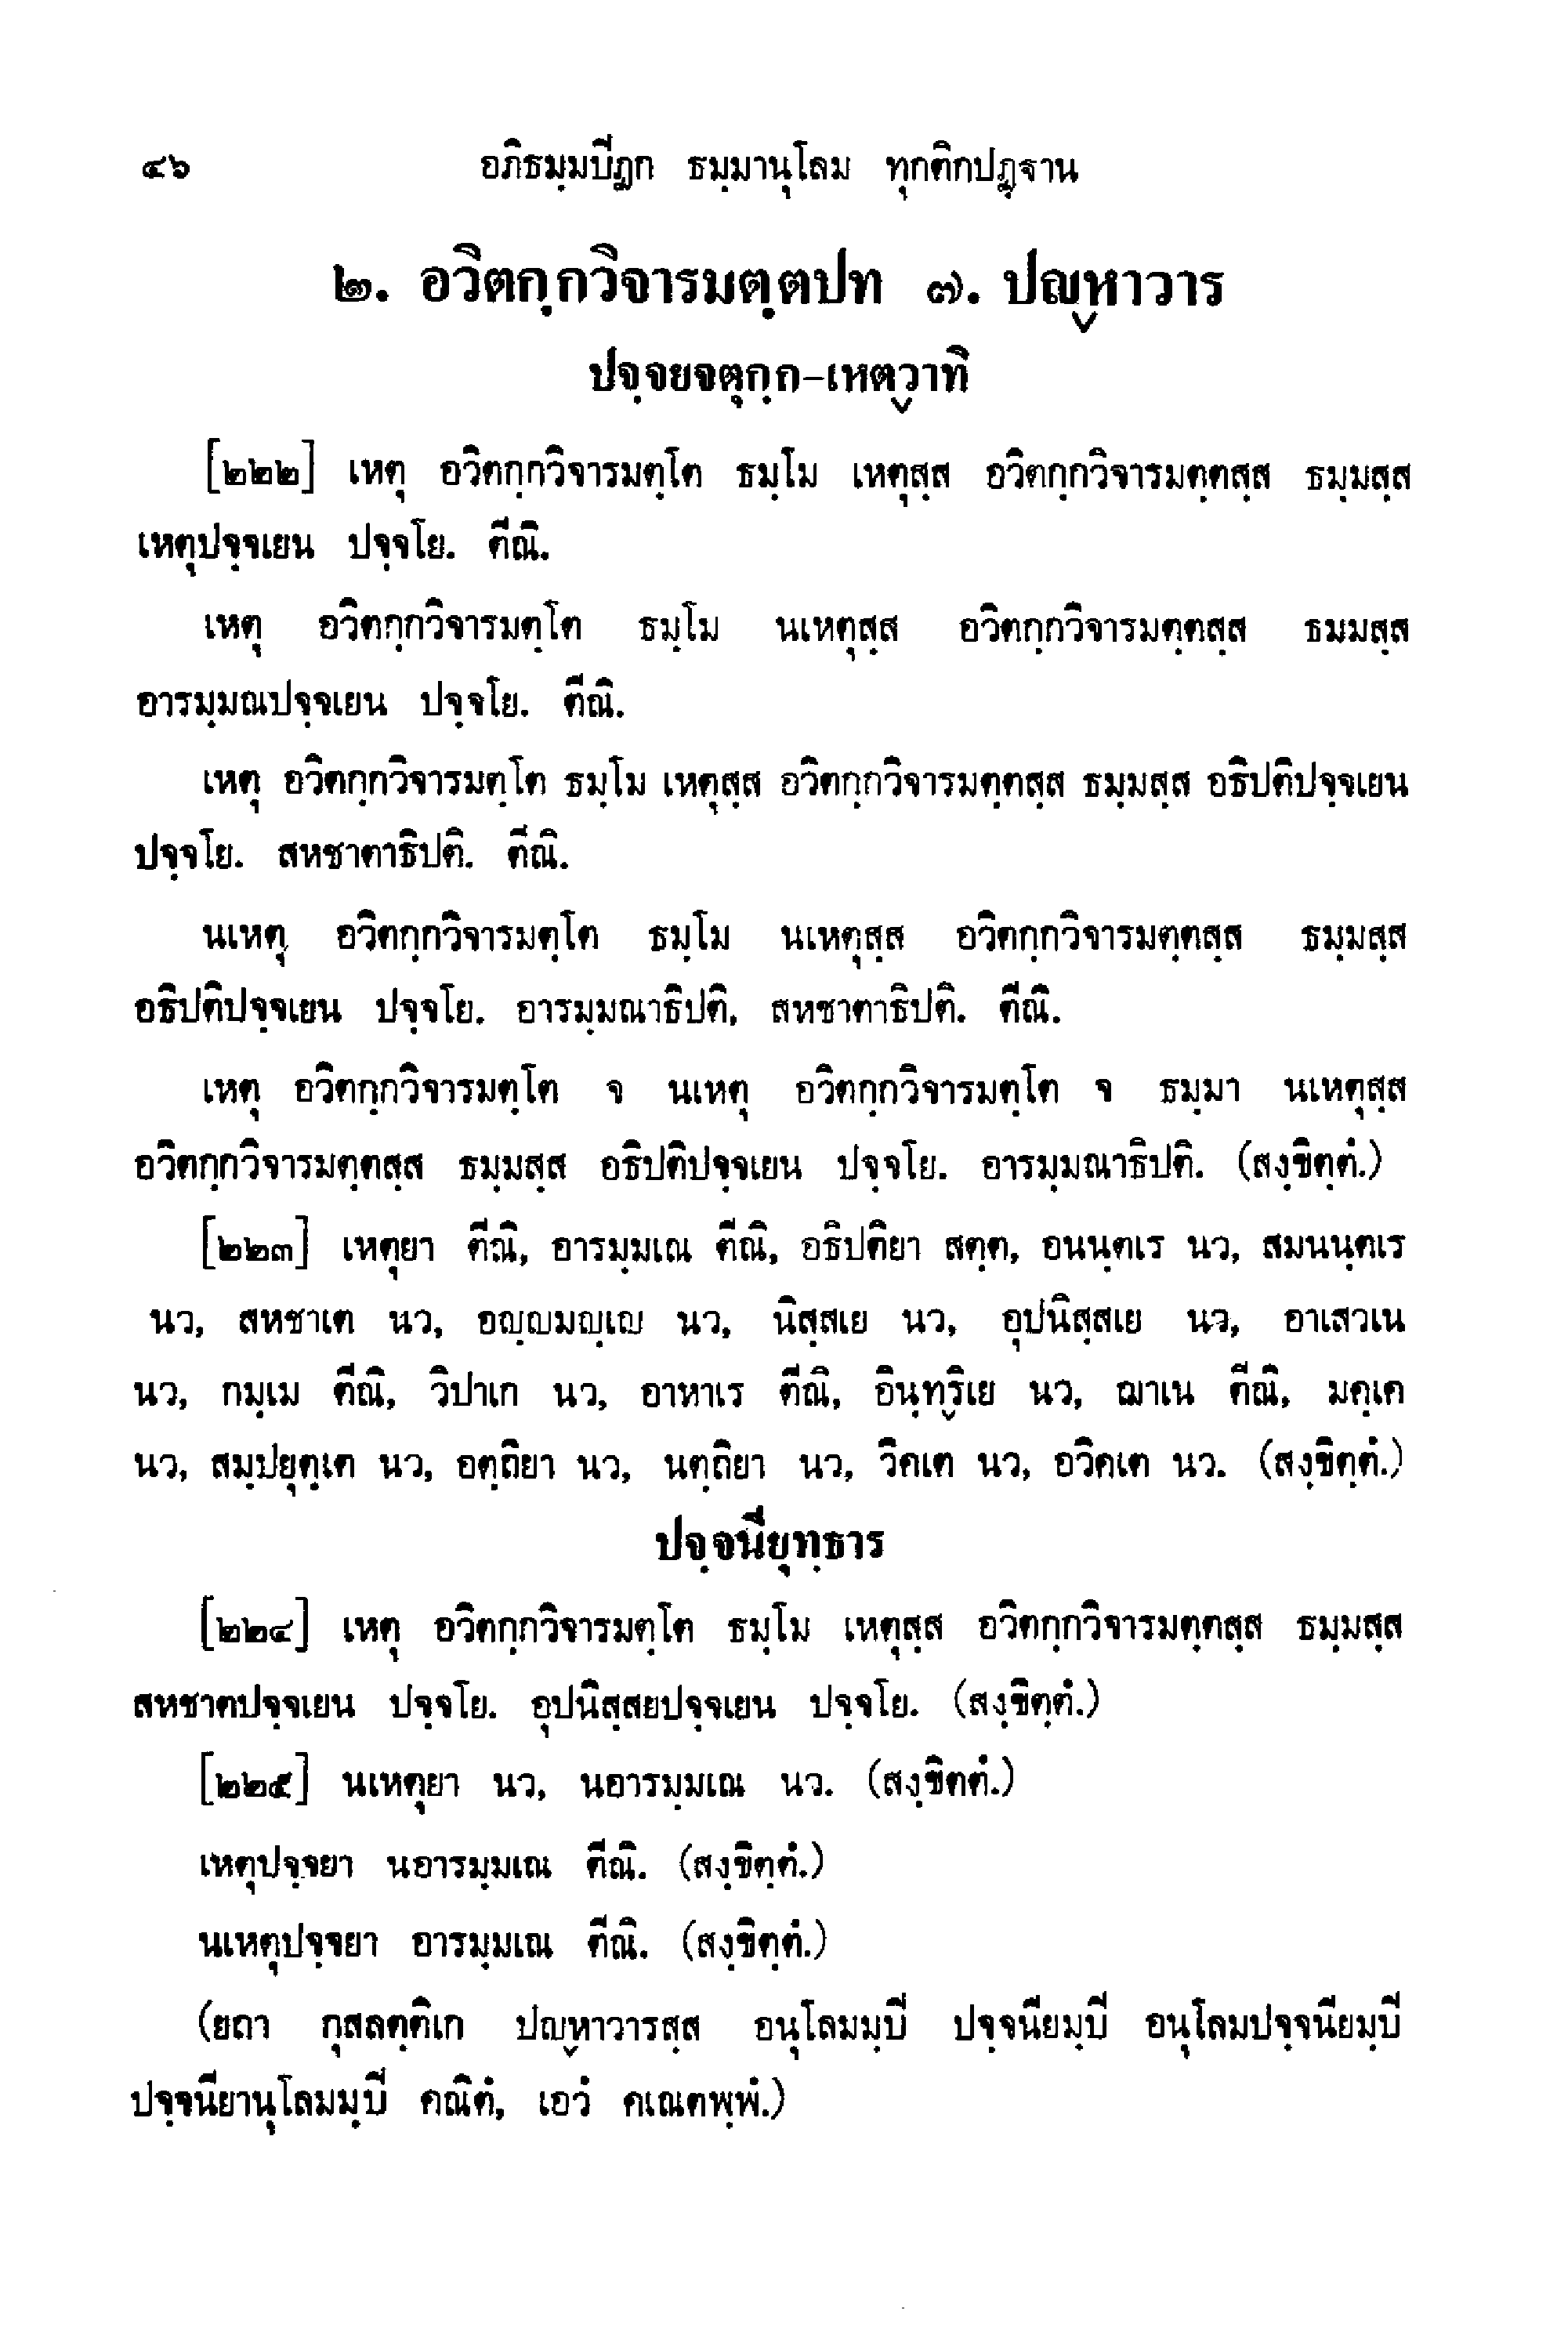 ๔๖ อภิธมฺมปิฏก ธมฺมานุโลม ทุกติกปฏฺฐาน
๒. อวิตกฺกวิจารมตฺตปท ๗. ปญฺหาวาร
ปจฺจยจตุกฺก-เหตฺวาทิ
[๒๒๒] เหตุ อวิตกฺกวิจารมตฺโต ธมฺโม เหตุสฺส อวิตกฺกวิจารมตฺตสฺส ธมฺมสฺส
เหตุปจฺจเยน ปจฺจโย. ตีณิ.
เหตุ อวิตกฺกวิจารมตฺโต ธมฺโม นเหตุสฺส อวิตกฺกวิจารมตฺตสฺส ธมมสฺส
อารมฺมณปจฺจเยน ปจฺจโย. ตีณิ.
เหตุ อวิตกฺกวิจารมตฺโต ธมฺโม เหตุสฺส อวิตกฺกวิจารมตฺตสฺส ธมฺมสฺส อธิปติปจฺจเยน
ปจฺจโย. สหชาตาธิปติ. ตีณิ.
นเหตุ อวิตกฺกวิจารมตฺโต ธมฺโม นเหตุสฺส อวิตกฺกวิจารมตฺตสฺส ธมฺมสฺส
อธิปติปจฺจเยน ปจฺจโย. อารมฺมณาธิปติ, สหชาตาธิปติ. ตีณิ.
เหตุ อวิตกฺกวิจารมตฺโต จ นเหตุ อวิตกฺกวิจารมตฺโต จ ธมฺมา นเหตุสฺส
อวิตกฺกวิจารมตฺตสฺส ธมฺมสฺส อธิปติปจฺจเยน ปจฺจโย. อารมฺมณาธิปติ. (สงฺขิตฺตํ.)
[๒๒๓] เหตุยา ตีณิ, อารมฺมเณ ตีณิ, อธิปติยา สตฺต, อนนฺตเร นว, สมนนฺตเร
นว, สหชาเต นว, อญฺญมญฺเญ นว, นิสฺสเย นว, อุปนิสฺสเย นว, อาเสวเน
นว, กมฺเม ตีณิ, วิปาเก นว, อาหาเร ตีณิ, อินฺทฺริเย นว, ฌาเน ตีณิ, มคฺเค
นว, สมฺปยุตฺเต นว, อตฺถิยา นว, นตฺถิยา นว, วิคเต นว, อวิคเต นว. (สงฺขิตฺตํ.)
ปจฺจนียุทฺธาร
[๒๒๔] เหตุ อวิตกฺกวิจารมตฺโต ธมฺโม เหตุสฺส อวิตกฺกวิจารมตฺตสฺส ธมฺมสฺส
สหชาตปจฺจเยน ปจฺจโย. อุปนิสฺสยปจฺจเยน ปจฺจโย. (สงฺขิตฺตํ.)
[๒๒๕] นเหตุยา นว, นอารมฺมเณ นว. (สงฺขิตตํ.)
เหตุปจฺจยา นอารมฺมเณ ตีณิ. (สงฺขิตฺตํ.)
นเหตุปจฺจยา อารมฺมเณ ตีณิ. (สงฺขิตฺตํ.)
(ยถา กุสลตฺติเก ปญฺหาวารสฺส อนุโลมมฺปิ ปจฺจนียมฺปิ อนุโลมปจฺจนียมฺปิ
ปจฺจนียานุโลมมฺปิ คณิตํ, เอวํ คเณตพฺพํ.)